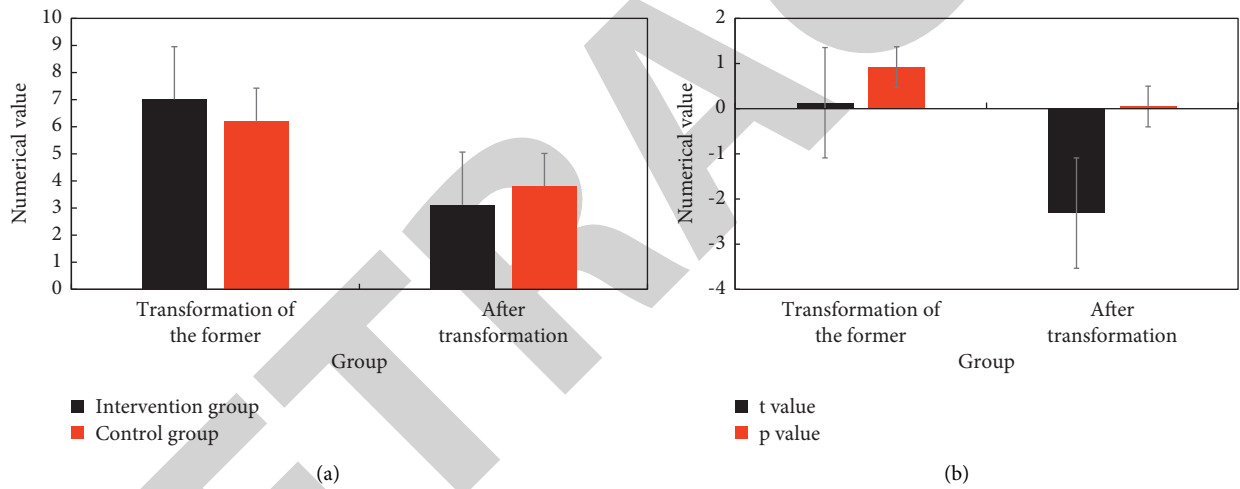 10
9
8
7
6
5
4
3
2
1
0
Numerical value
Transformation of
the former
After
transformation
Group
Intervention group
Control group
(a)
2
1
0
-1
-2
-3
-4
Numerical value
Transformation of
the former
After
transformation
Group
t value
p value
(b)
ETRAC